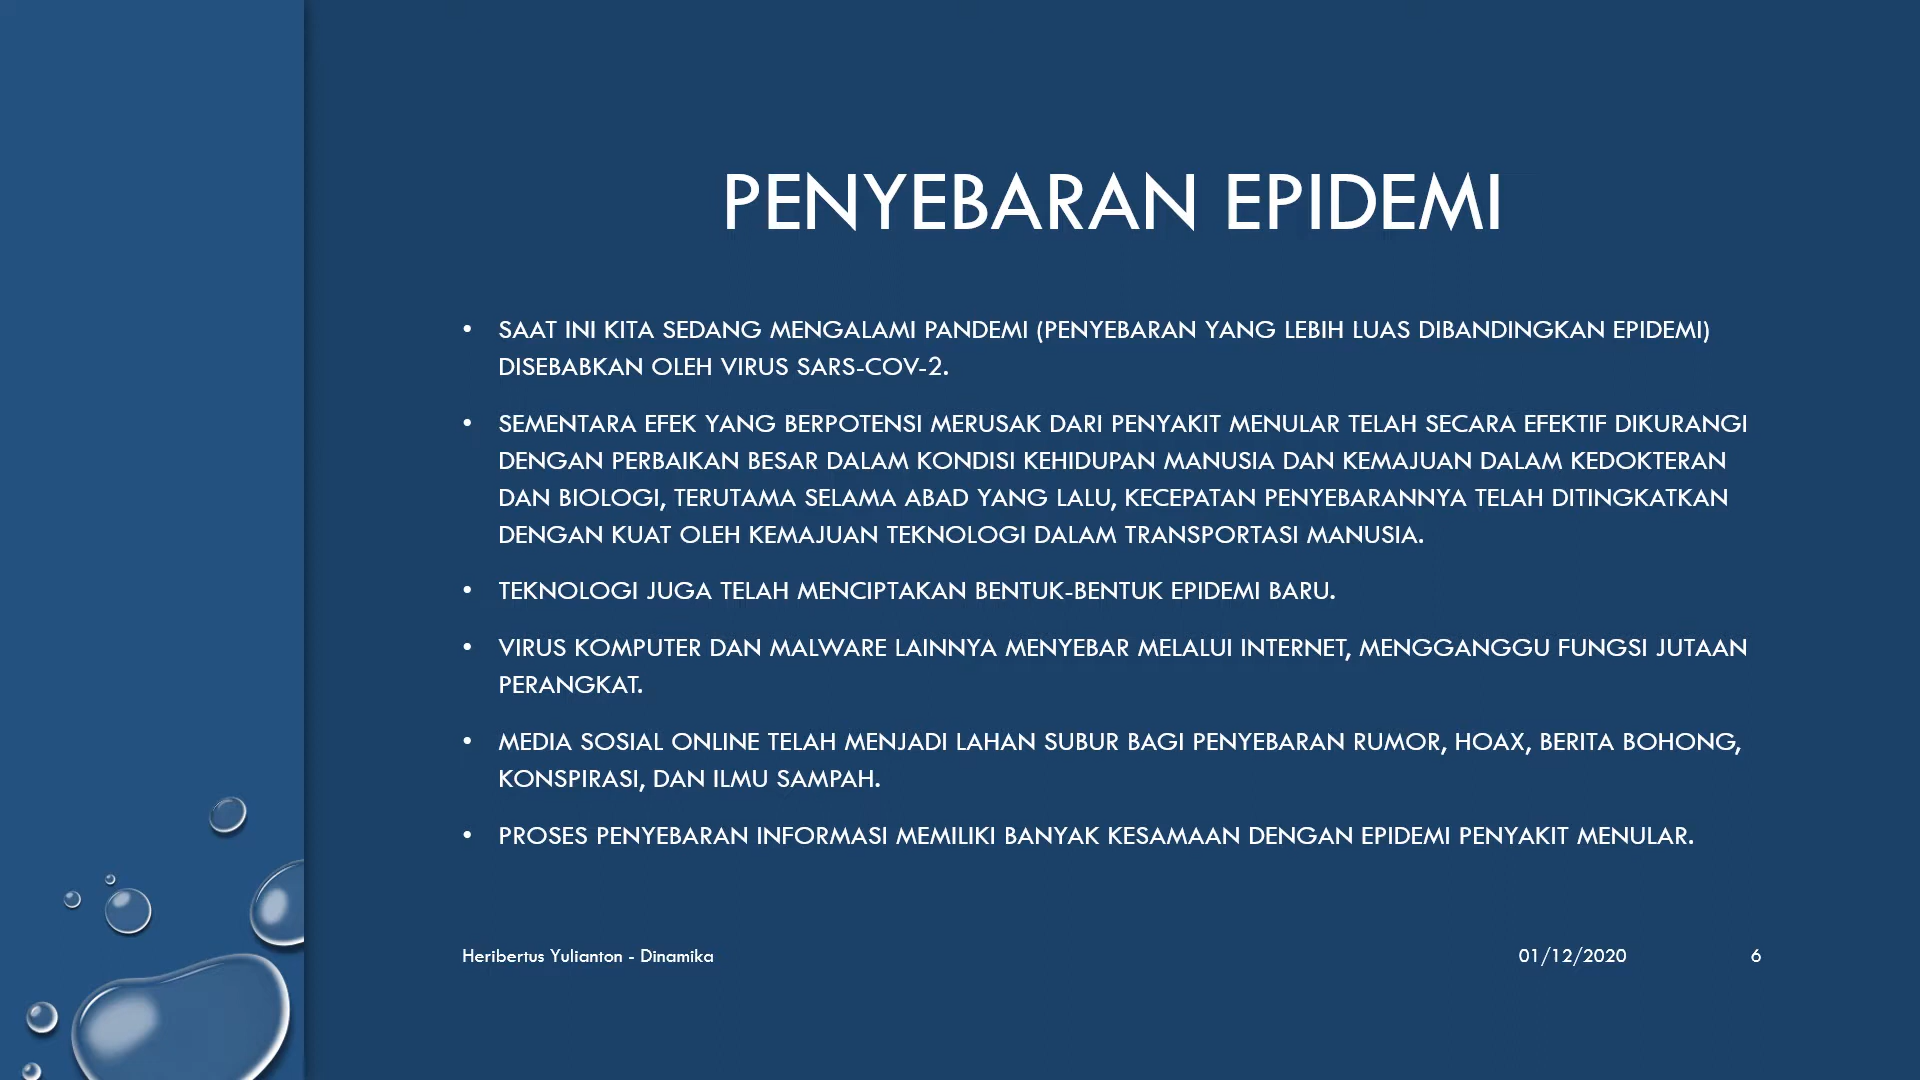 PENYEBARAN EPIDEMI
• SAAT INI KITA SEDANG MENGALAMI PANDEMI (PENYEBARAN YANG LEBIH LUAS DIBANDINGKAN EPIDEMI)
DISEBABKAN OLEH VIRUS SARS-COV-2.
• SEMENTARA EFEK YANG BERPOTENSI MERUSAK DARI PENYAKIT MENULAR TELAH SECARA EFEKTIF DIKURANGI
DENGAN PERBAIKAN BESAR DALAM KONDISI KEHIDUPAN MANUSIA DAN KEMAJUAN DALAM KEDOKTERAN
DAN BIOLOGI, TERUTAMA SELAMA ABAD YANG LALU, KECEPATAN PENYEBARANNYA TELAH DITINGKATKAN
DENGAN KUAT OLEH KEMAJUAN TEKNOLOGI DALAM TRANSPORTASI MANUSIA.
• TEKNOLOGI JUGA TELAH MENCIPTAKAN BENTUK-BENTUK EPIDEMI BARU.
• VIRUS KOMPUTER DAN MALWARE LAINNYA MENYEBAR MELALUI INTERNET, MENGGANGGU FUNGSI JUTAAN
PERANGKAT.
• MEDIA SOSIAL ONLINE TELAH MENJADI LAHAN SUBUR BAGI PENYEBARAN RUMOR, HOAX, BERITA BOHONG,
KONSPIRASI, DAN ILMU SAMPAH.
• PROSES PENYEBARAN INFORMASI MEMILIKI BANYAK KESAMAAN DENGAN EPIDEMI PENYAKIT MENULAR.
Heribertus Yulianton - Dinamika 01/12/2020 6